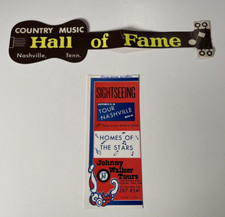 COUNTRY MUSIC
Hall of Fame
Nashville, Tenn.
SIGHTSEEING
TOUR
NASHVILLE
HOMES OF
THE STARS
Johnny
Walker
Tours